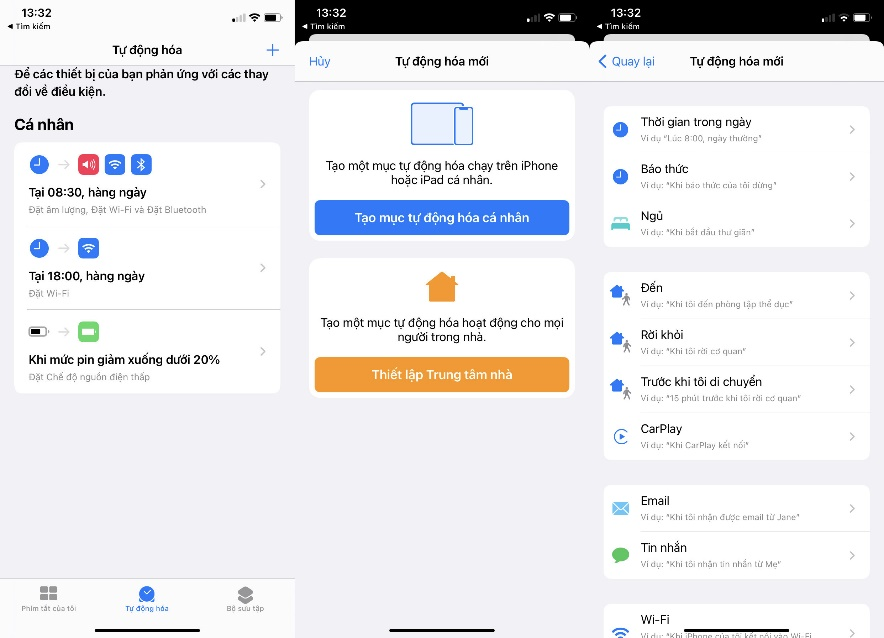 13:32
◀ Tìm kiếm
Tự động hóa
Để các thiết bị của bạn phản ứng với các thay
đổi về điều kiện.
Cá nhân
Tại 08:30, hàng ngày
Đặt âm lượng, Đặt Wi-Fi và Đặt Bluetooth
Tại 18:00, hàng ngày
Đặt Wi-Fi
Khi mức pin giảm xuống dưới 20%
Đặt Chế độ nguồn điện thấp
Phím tắt của tôi
Tự động hóa
Bộ sưu tập
13:32
◀ Tìm kiếm
Hủy
Tự động hóa mới
Tạo một mục tự động hóa chạy trên iPhone
hoặc iPad cá nhân.
Tạo mục tự động hóa cá nhân
Tạo một mục tự động hóa hoạt động cho mọi
người trong nhà.
Thiết lập Trung tâm nhà
13:32
◀ Tìm kiếm
Quay lại
Tự động hóa mới
Thời gian trong ngày
Ví dụ "Lúc 8:00, ngày thường"
Báo thức
Ví dụ: "Khi báo thức của tôi dừng"
Ngủ
Ví dụ: "Khi bắt đầu thư giãn"
Đến
Ví dụ: "Khi tôi đến phòng tập thể dục"
Rời khỏi
Ví dụ: "Khi tôi rời cơ quan"
Trước khi tôi di chuyển
Ví dụ: "15 phút trước khi tôi rời cơ quan"
CarPlay
Ví dụ: "Khi CarPlay kết nối"
Email
Ví dụ: "Khi tôi nhận được email từ Jane"
Tin nhắn
Ví dụ: "Khi tôi nhận tin nhắn từ Mẹ"
Wi-Fi
Ví dụ: "Khi iPhone của tôi kết nối vào Wi-Fi